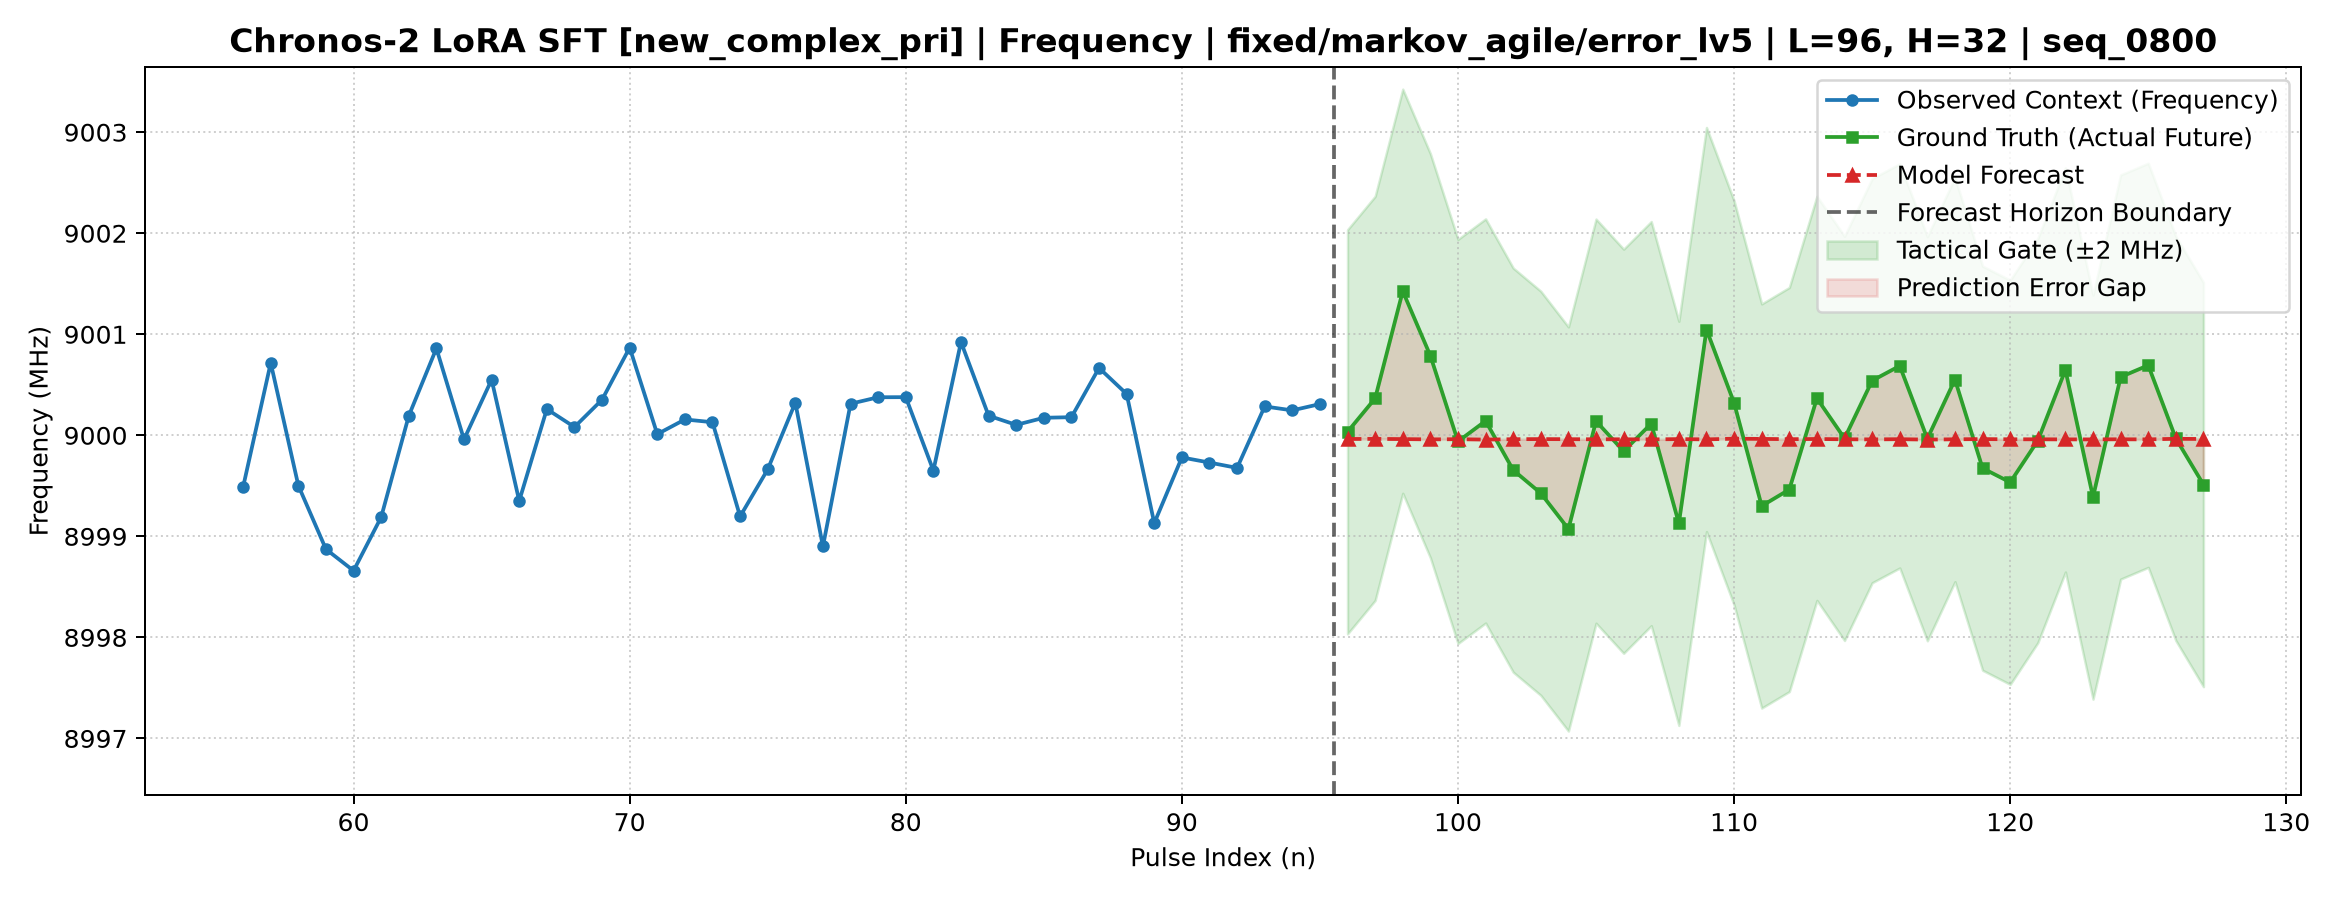 Chronos-2 LoRA SFT [new_complex_pri] | Frequency | fixed/markov_agile/error_lv5 | L=96, H=32 | seq_0800
Observed Context (Frequency)
Ground Truth (Actual Future)
Model Forecast
Forecast Horizon Boundary
Tactical Gate (±2 MHz)
Prediction Error Gap
Frequency (MHz)
9003
9002
9001
9000
8999
8998
8997
60 70 80 90 100 110 120 130
Pulse Index (n)